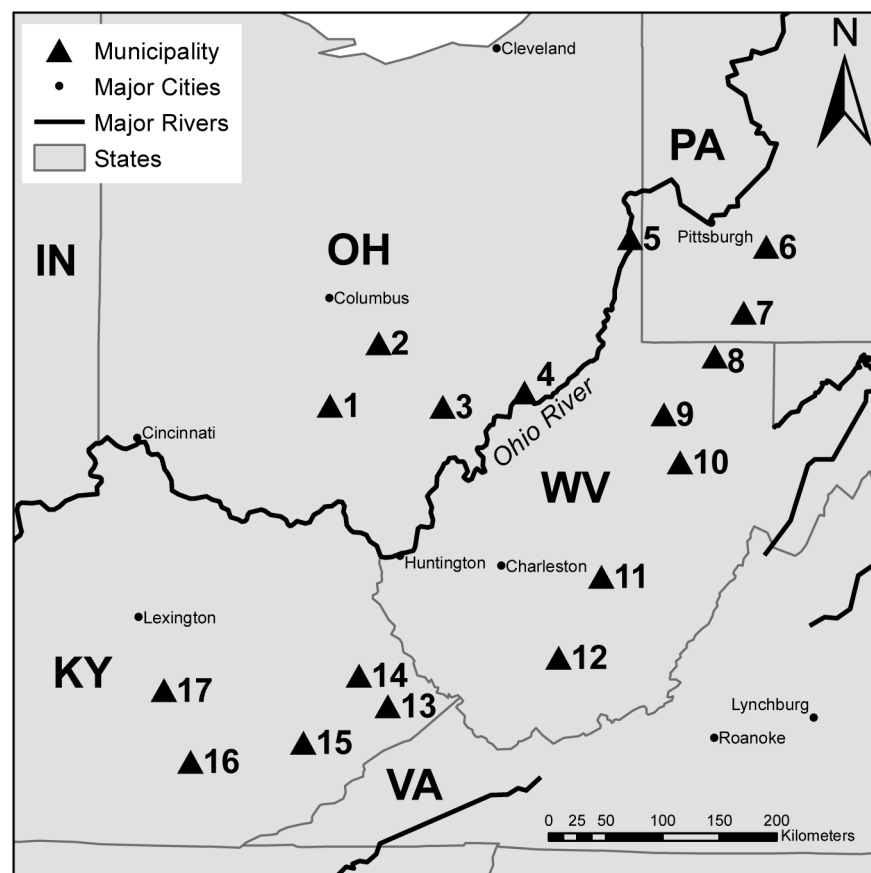 Municipality
Major Cities
Major Rivers
States
Cleveland
N
PA
Pittsburgh
5
6
IN
OH
Columbus
7
2
8
4
1
3
9
Ohio River
Cincinnati
10
WV
Huntington
Charleston
11
Lexington
12
KY
14
17
13
Lynchburg
Roanoke
15
16
VA
0 25 50 100 150 200
Kilometers